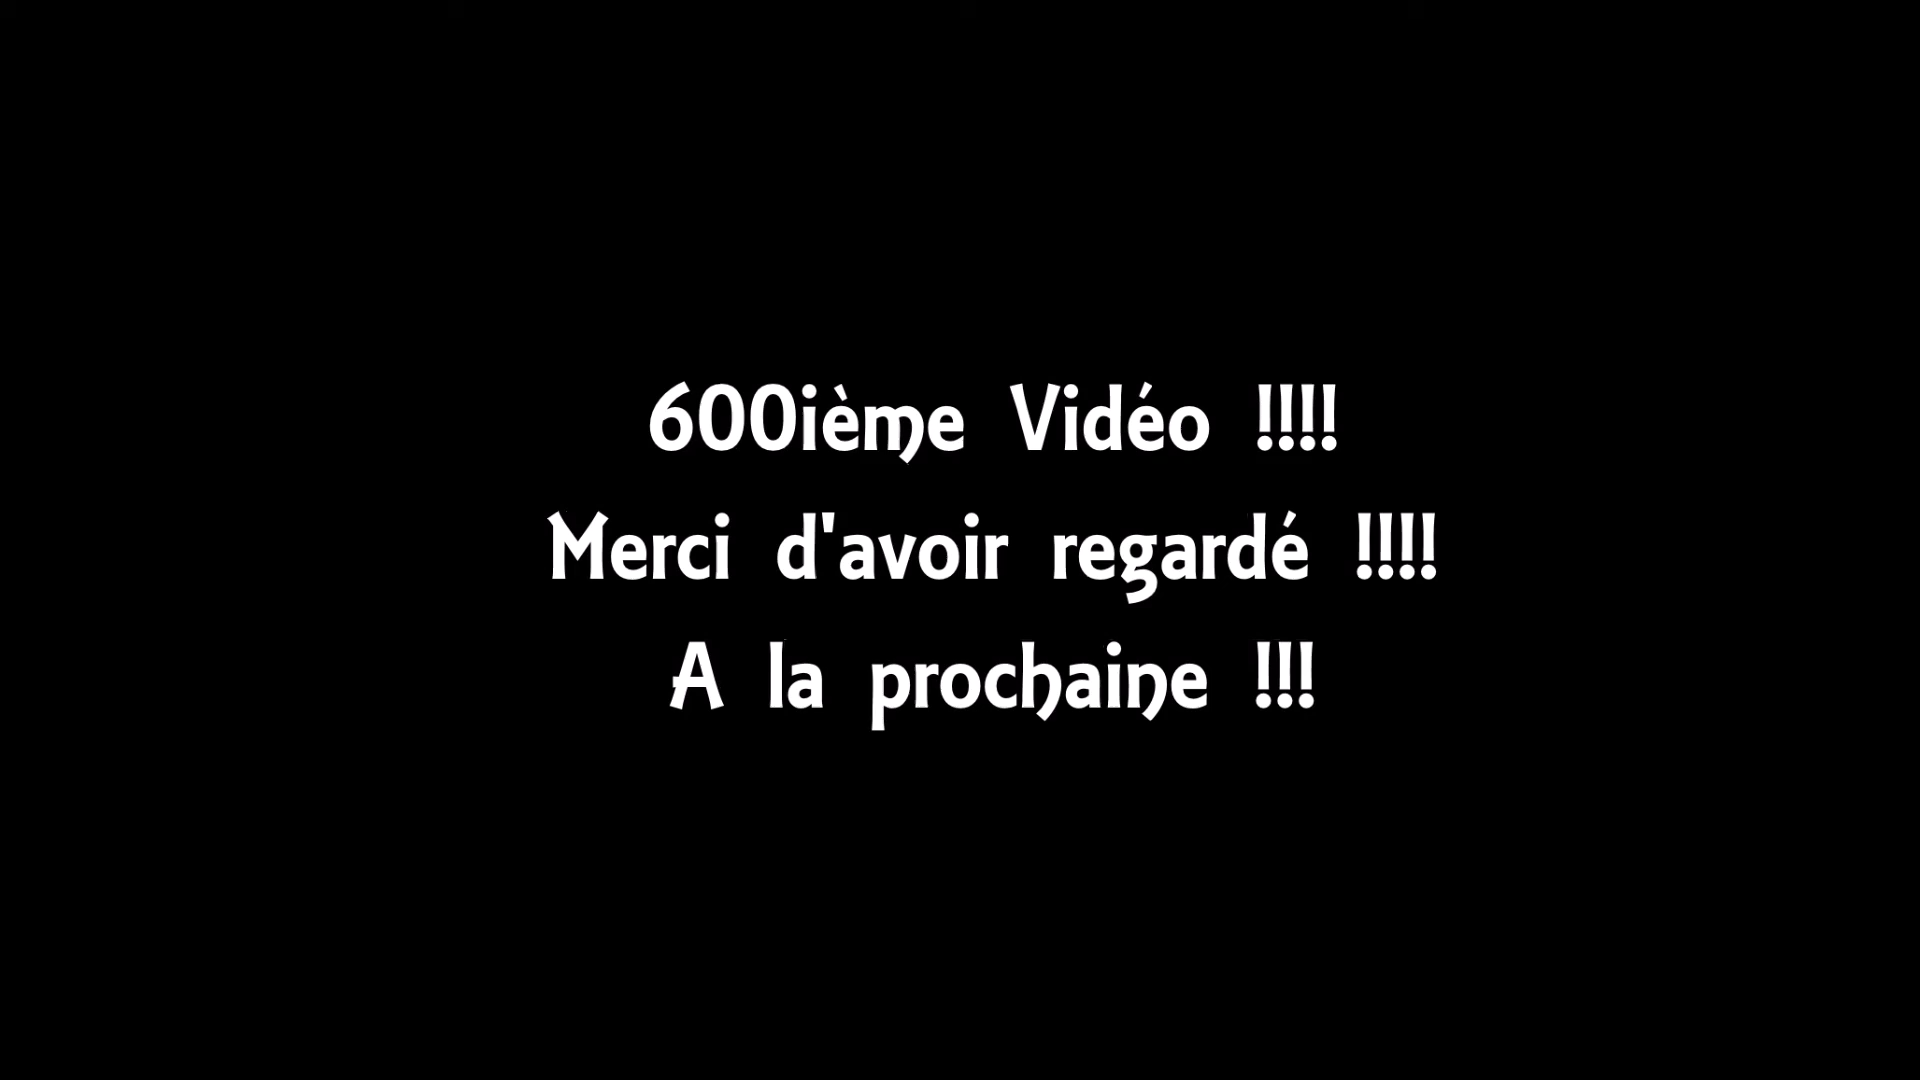 600ième Vidéo !!!!
Merci d'avoir regardé !!!!
A la prochaine !!!